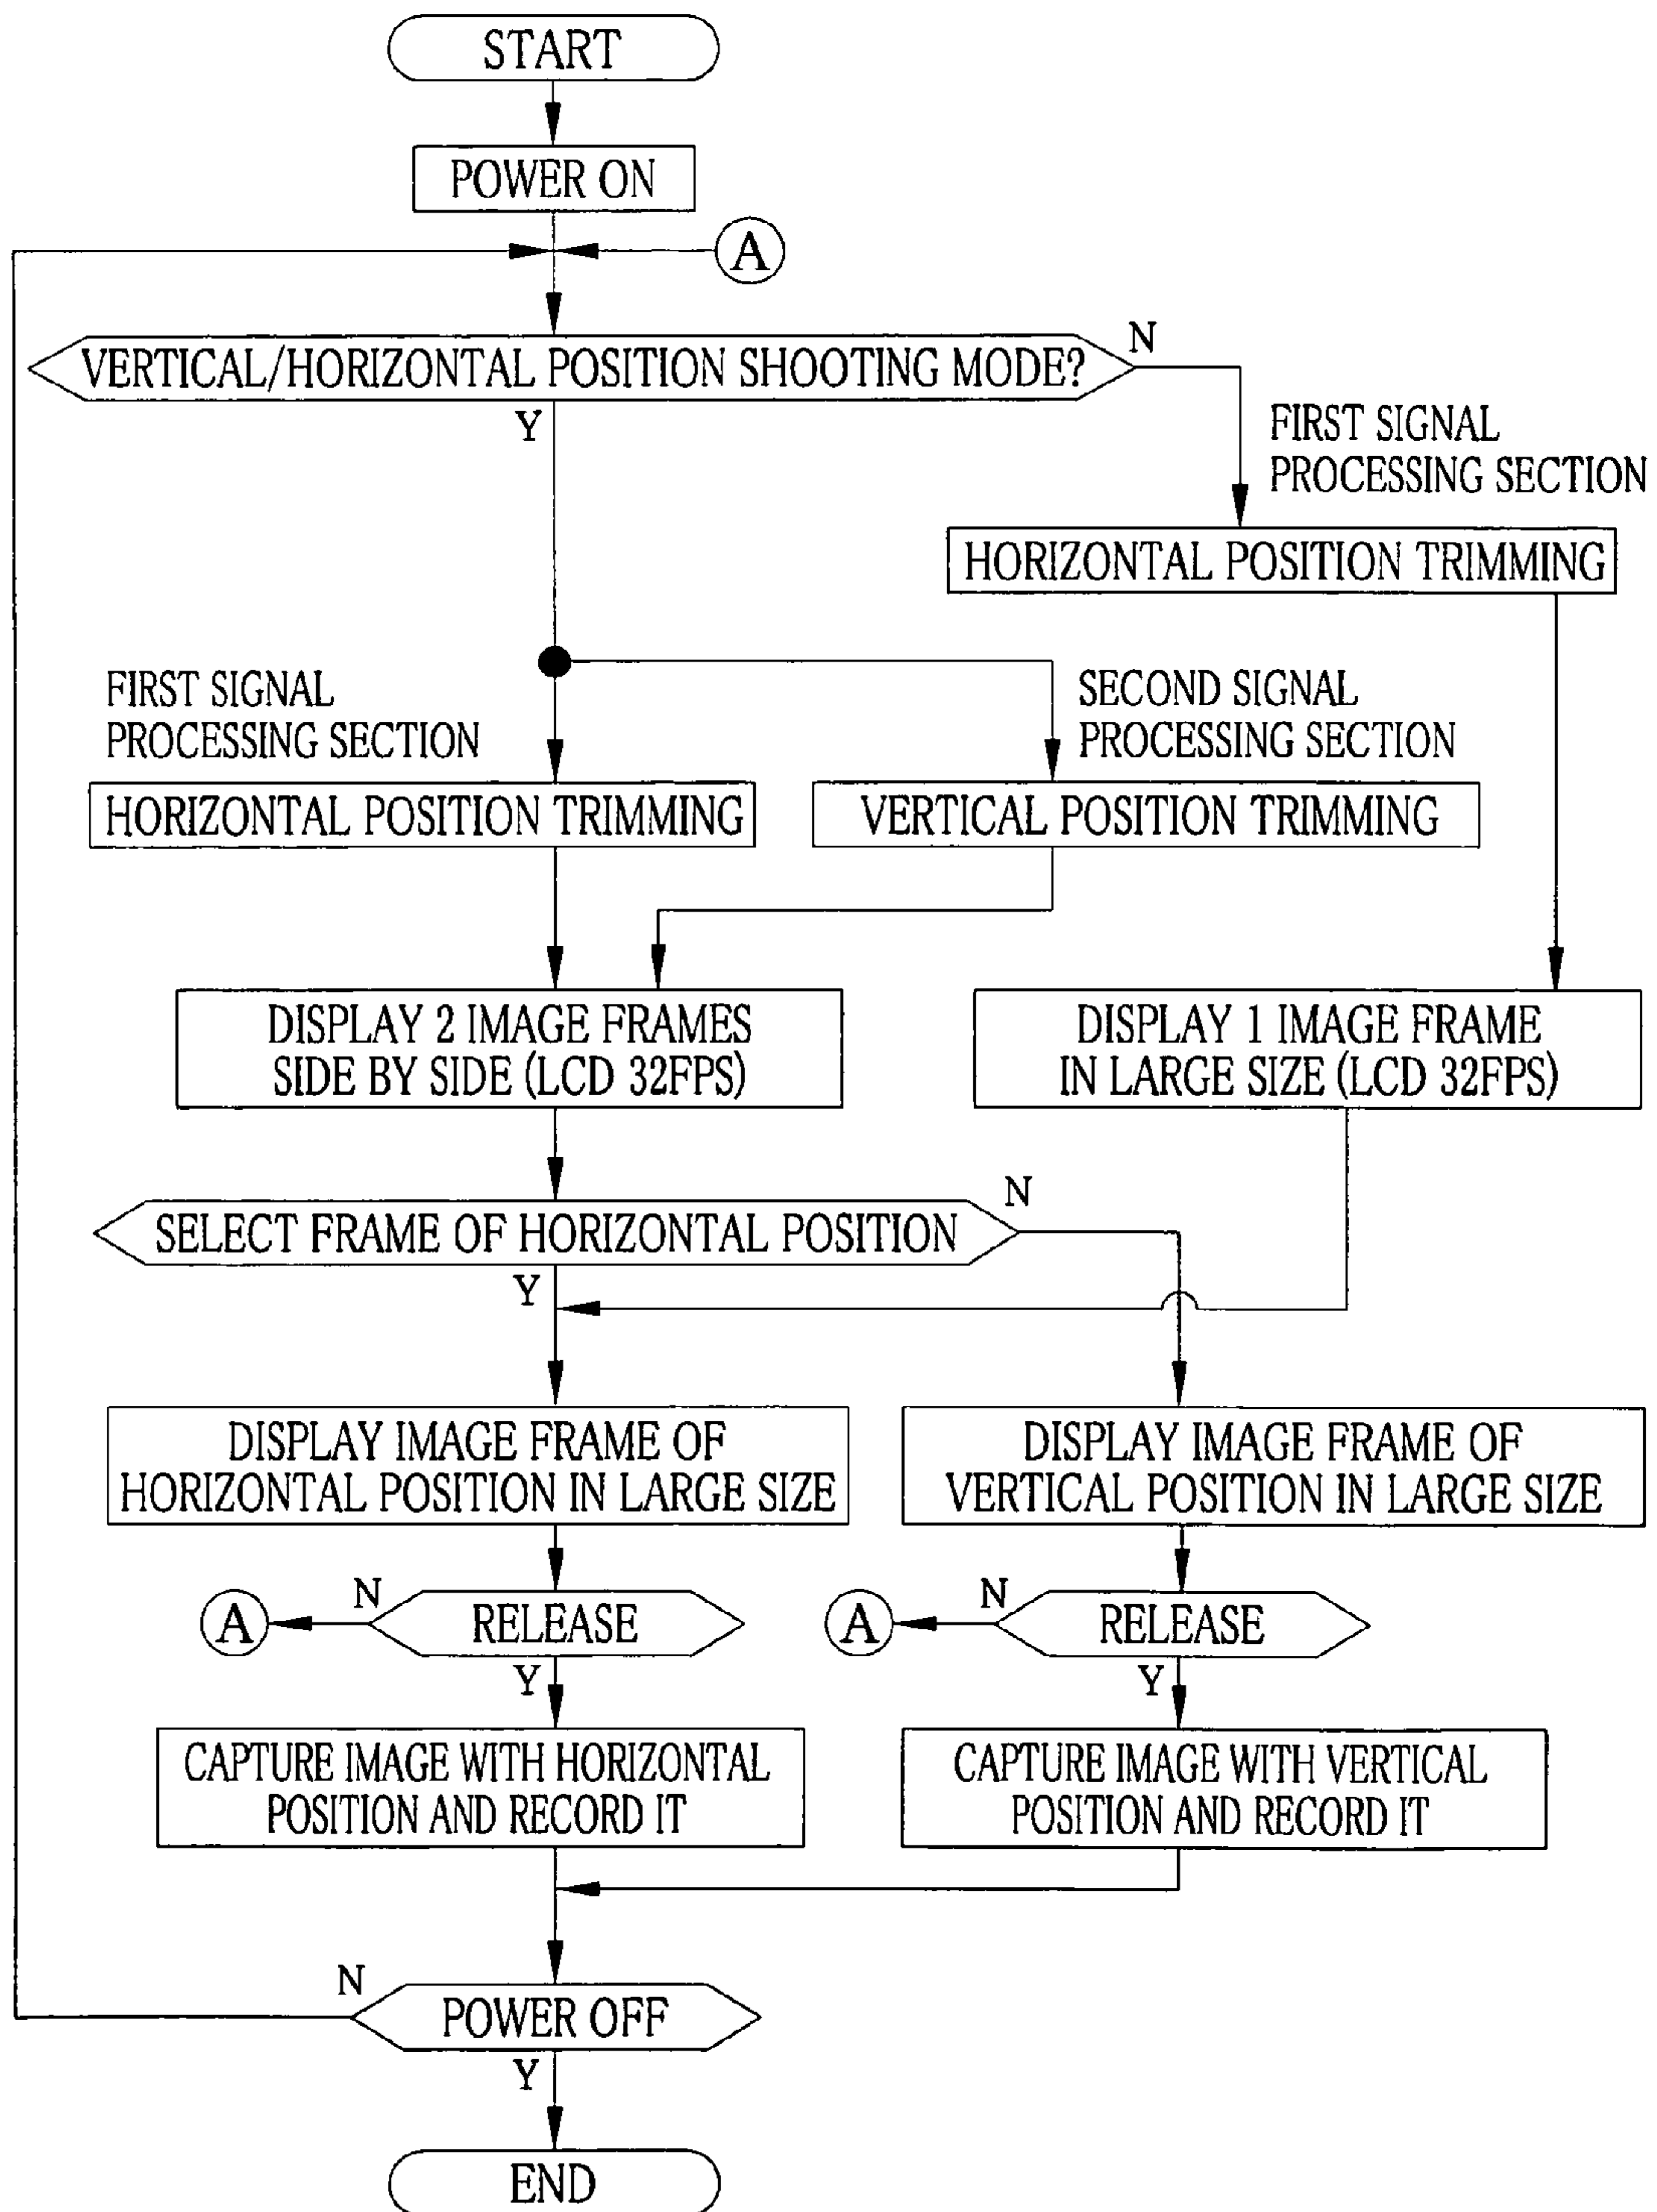 START
POWER ON
A
VERTICAL/HORIZONTAL POSITION SHOOTING MODE?
N
Y
FIRST SIGNAL
PROCESSING SECTION
HORIZONTAL POSITION TRIMMING
FIRST SIGNAL
PROCESSING SECTION
SECOND SIGNAL
PROCESSING SECTION
HORIZONTAL POSITION TRIMMING
VERTICAL POSITION TRIMMING
DISPLAY 2 IMAGE FRAMES
SIDE BY SIDE (LCD 32FPS)
DISPLAY 1 IMAGE FRAME
IN LARGE SIZE (LCD 32FPS)
SELECT FRAME OF HORIZONTAL POSITION
N
Y
DISPLAY IMAGE FRAME OF
HORIZONTAL POSITION IN LARGE SIZE
DISPLAY IMAGE FRAME OF
VERTICAL POSITION IN LARGE SIZE
A
N
RELEASE
Y
A
N
RELEASE
Y
CAPTURE IMAGE WITH HORIZONTAL
POSITION AND RECORD IT
CAPTURE IMAGE WITH VERTICAL
POSITION AND RECORD IT
N
POWER OFF
Y
END